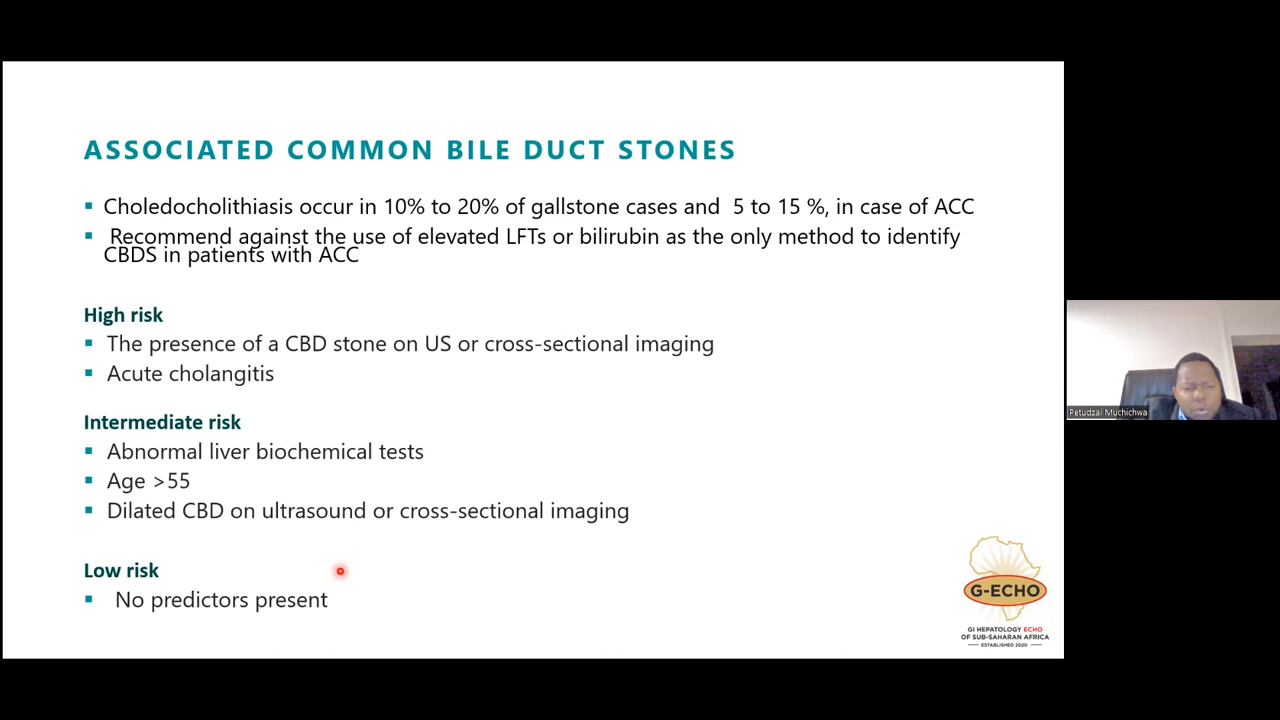 ASSOCIATED COMMON BILE DUCT STONES
Choledocholithiasis occur in 10% to 20% of gallstone cases and 5 to 15 %, in case of ACC
Recommend against the use of elevated LFTs or bilirubin as the only method to identify
CBDS in patients with ACC
High risk
The presence of a CBD stone on US or cross-sectional imaging
Acute cholangitis
Intermediate risk
Abnormal liver biochemical tests
Age >55
Dilated CBD on ultrasound or cross-sectional imaging
Low risk
No predictors present
G-ECHO
GI HEPATOLOGY ECHO
OF SUB-SAHARAN AFRICA
ESTABLISHED 2020
Petudzai Muchichwa